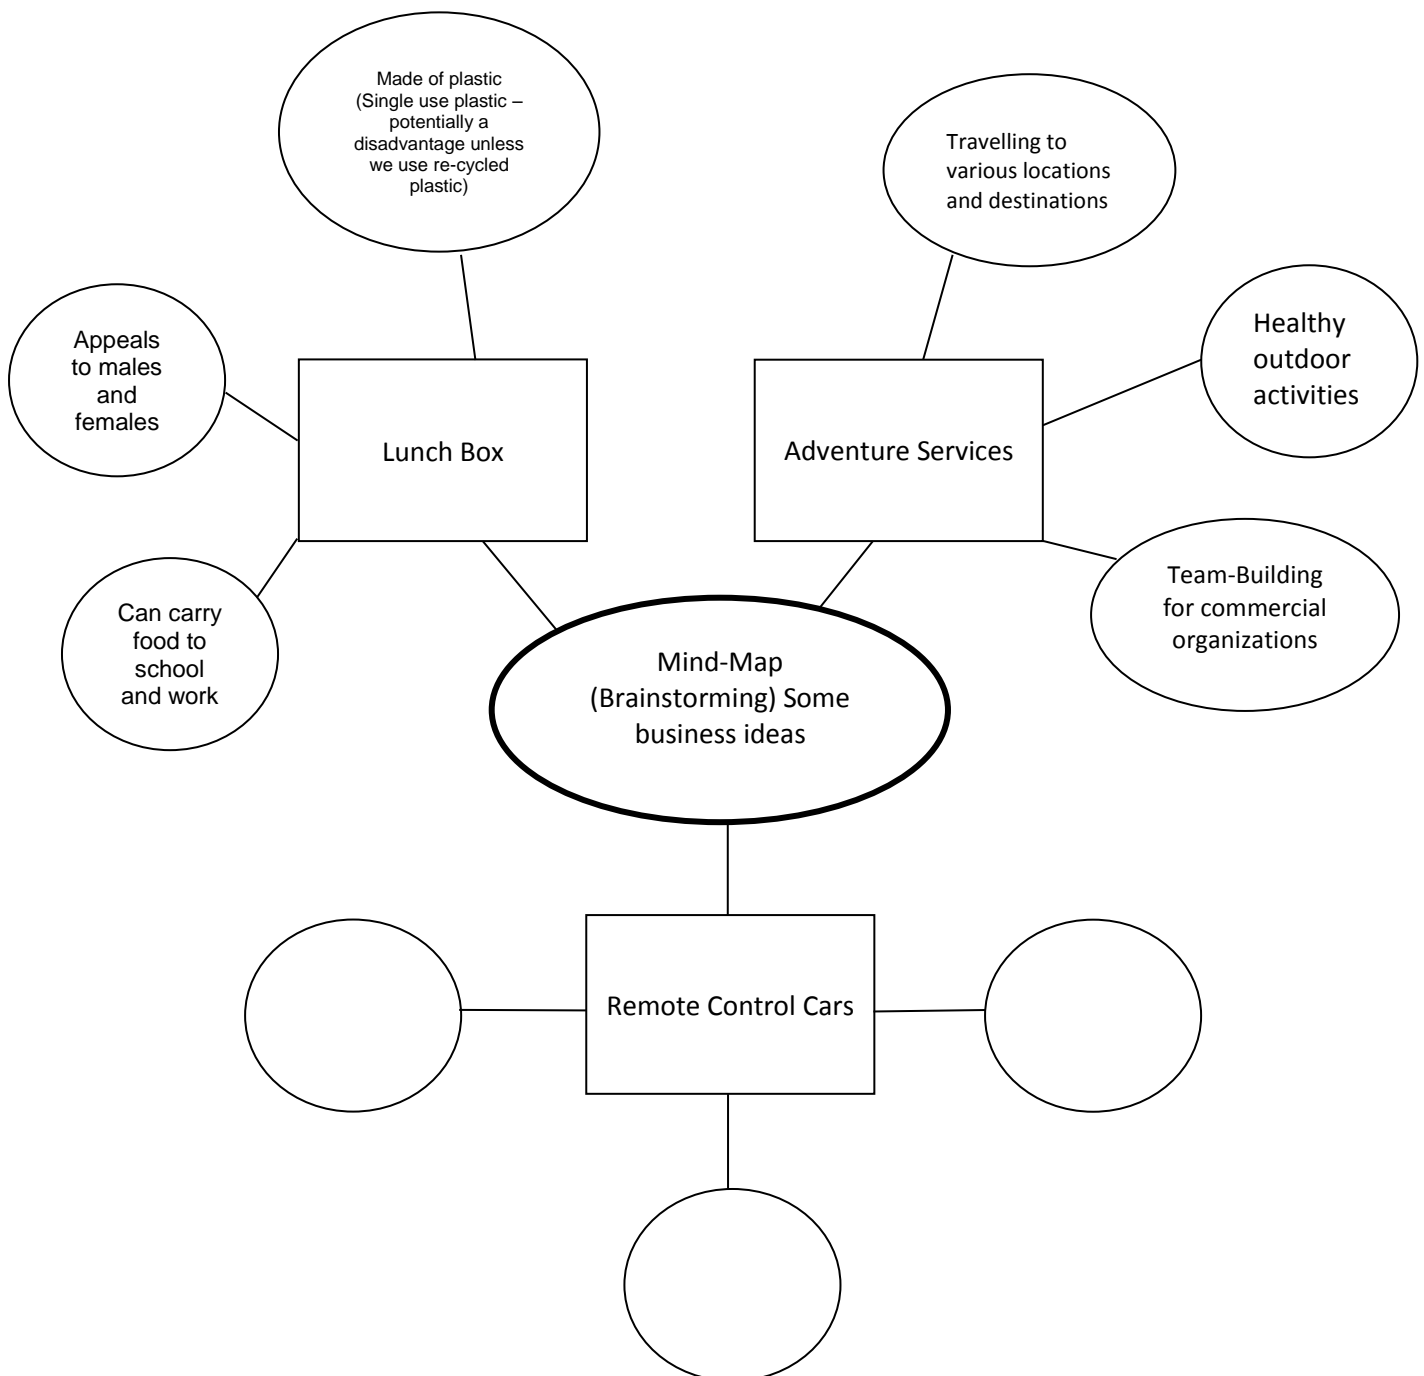 Made of plastic
(Single use plastic –
potentially a
disadvantage unless
we use re-cycled
plastic)
Travelling to
various locations
and destinations
Appeals
to males
and
females
Lunch Box
Adventure Services
Healthy
outdoor
activities
Can carry
food to
school
and work
Team-Building
for commercial
organizations
Mind-Map
(Brainstorming) Some
business ideas
Remote Control Cars